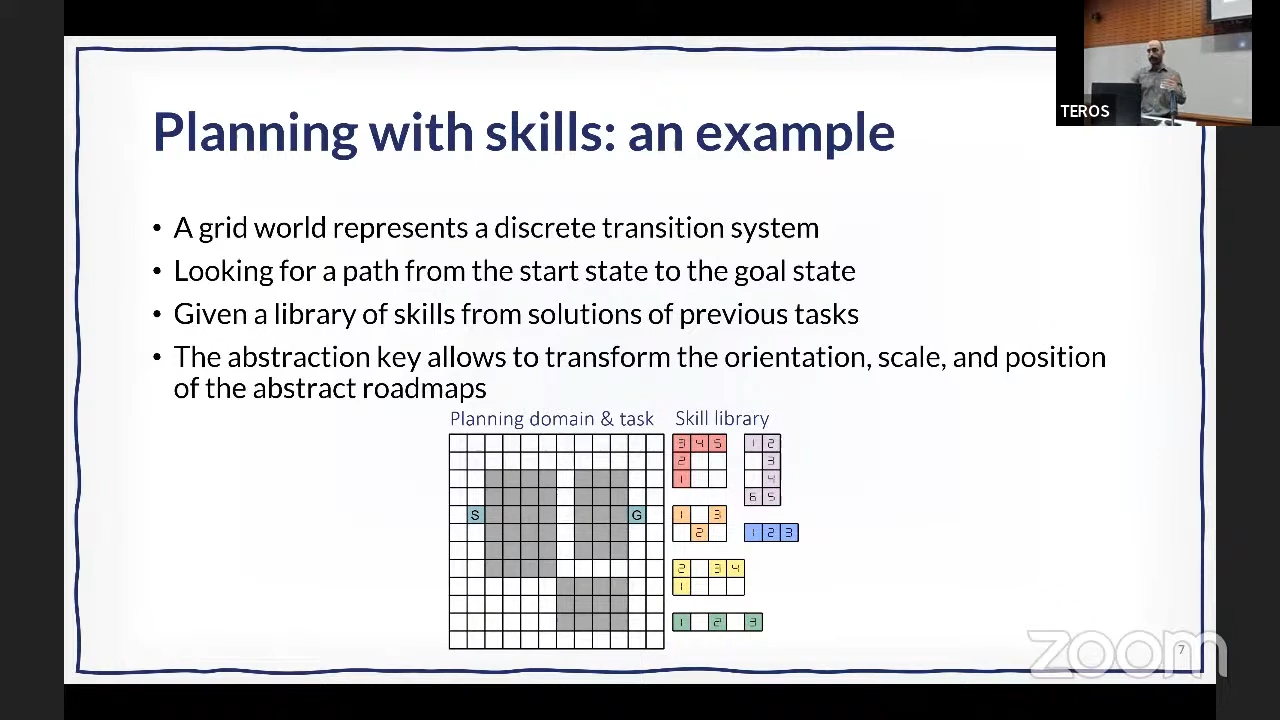 TEROS
Planning with skills: an example
• A grid world represents a discrete transition system
• Looking for a path from the start state to the goal state
• Given a library of skills from solutions of previous tasks
• The abstraction key allows to transform the orientation, scale, and position
of the abstract roadmaps
Planning domain & task Skill library
3 4 5
2
1
1 2
3
4
6 5
S G
1 3
2
1 2 3
2 3 4
1
1 2 3
zoom
7